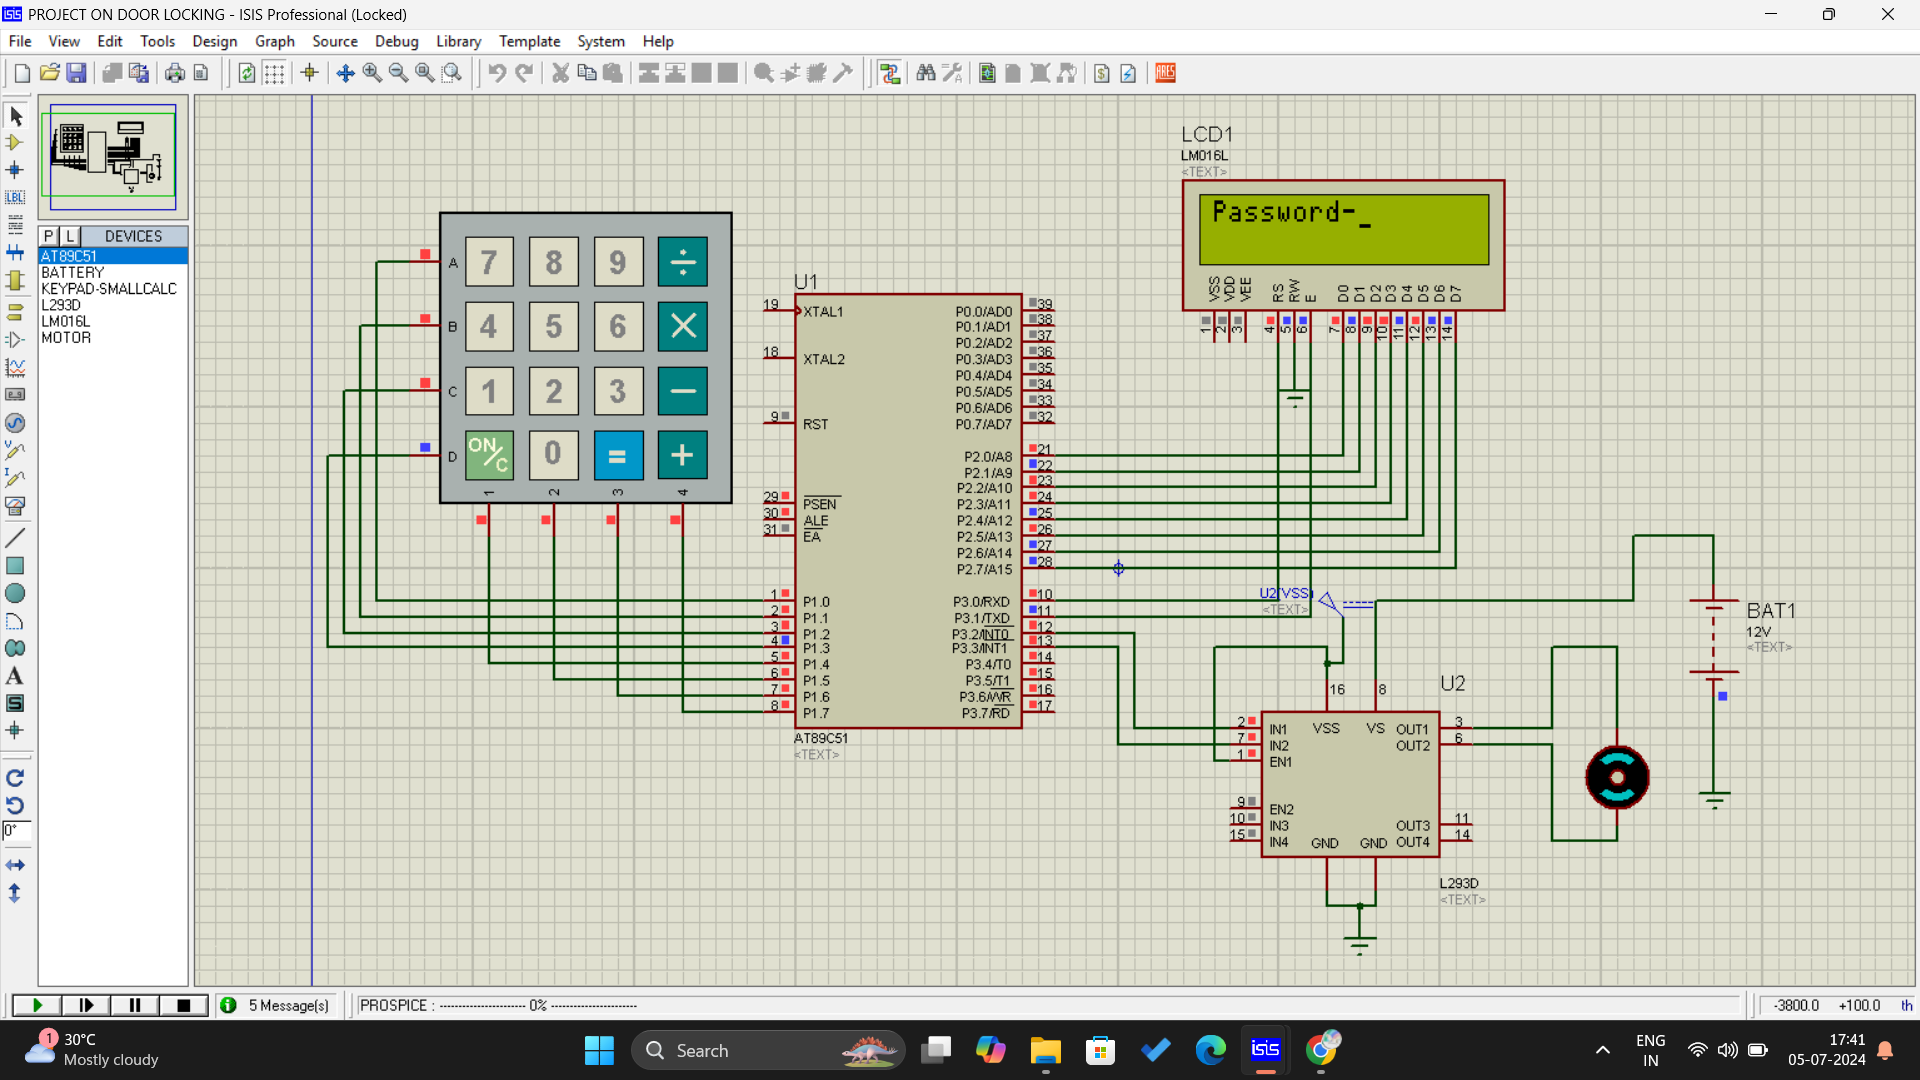 PROJECT ON DOOR LOCKING - ISIS Professional (Locked)
File View Edit Tools Design Graph Source Debug Library Template System Help
ARES
LBL
P L DEVICES
AT89C51
BATTERY
KEYPAD-SMALLCALC
L293D
LM016L
MOTOR
A
S
0°
LCD1
LM016L
<TEXT>
Password-_
VSS VDD VEE RS RW E D0 D1 D2 D3 D4 D5 D6 D7
1 2 3 4 5 6 7 8 9 10 11 12 13 14
A 7 8 9 ÷
B 4 5 6 ×
C 1 2 3 −
D ON/C 0 = +
1 2 3 4
U1
19 XTAL1
18 XTAL2
9 RST
29 PSEN
30 ALE
31 EA
1 P1.0
2 P1.1
3 P1.2
4 P1.3
5 P1.4
6 P1.5
7 P1.6
8 P1.7
P0.0/AD0 39
P0.1/AD1 38
P0.2/AD2 37
P0.3/AD3 36
P0.4/AD4 35
P0.5/AD5 34
P0.6/AD6 33
P0.7/AD7 32
P2.0/A8 21
P2.1/A9 22
P2.2/A10 23
P2.3/A11 24
P2.4/A12 25
P2.5/A13 26
P2.6/A14 27
P2.7/A15 28
P3.0/RXD 10
P3.1/TXD 11
P3.2/INT0 12
P3.3/INT1 13
P3.4/T0 14
P3.5/T1 15
P3.6/WR 16
P3.7/RD 17
AT89C51
<TEXT>
U2(VSS)
<TEXT>
BAT1
12V
<TEXT>
U2
16 8
2 IN1 VSS VS OUT1 3
7 IN2 OUT2 6
1 EN1
9 EN2
10 IN3 OUT3 11
15 IN4 GND GND OUT4 14
L293D
<TEXT>
5 Message(s)
PROSPICE : ----------------------- 0% -----------------------
-3800.0 +100.0 th
1
30°C
Mostly cloudy
Search
isis
ENG
IN
17:41
05-07-2024